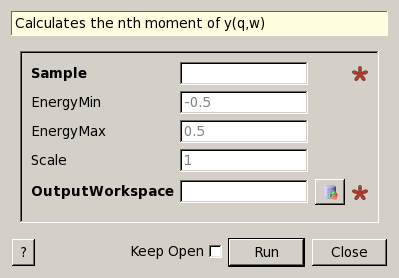 Calculates the nth moment of y(q,w)
Sample *
EnergyMin -0.5
EnergyMax 0.5
Scale 1
OutputWorkspace *
? Keep Open Run Close